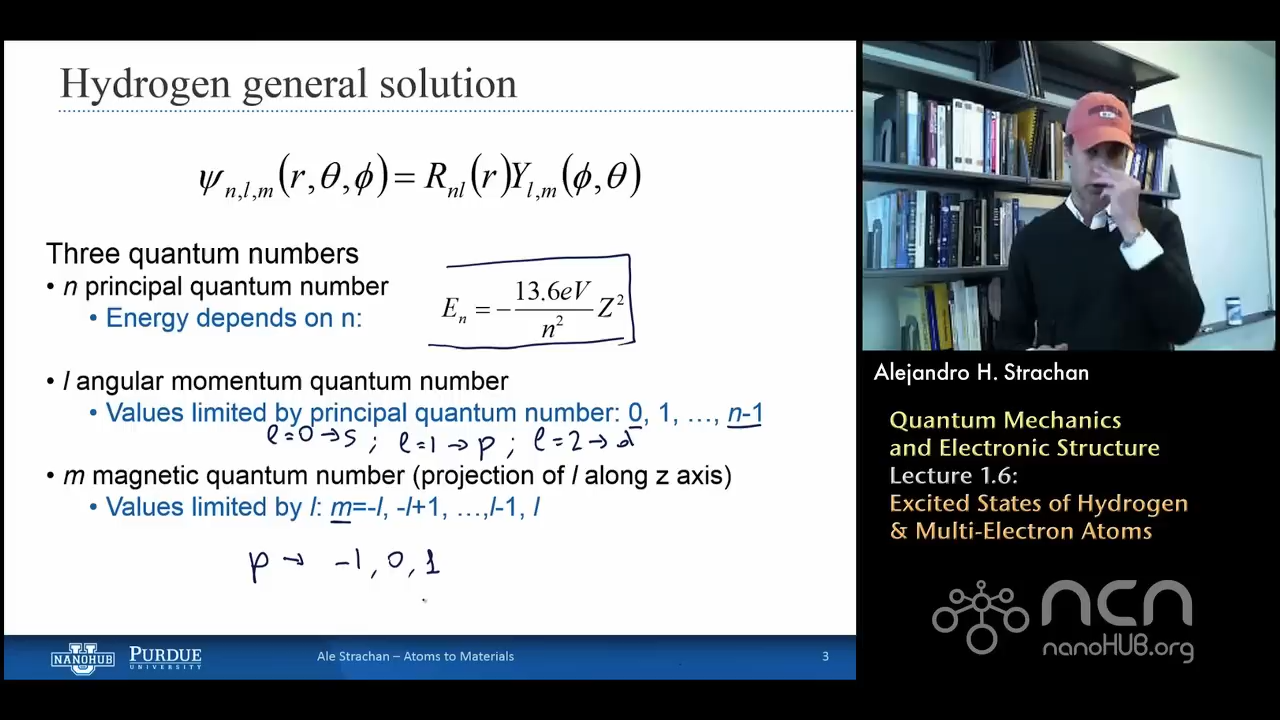 Hydrogen general solution
ψn,l,m(r,θ,ϕ)=Rnl(r)Yl,m(ϕ,θ)
Three quantum numbers
• n principal quantum number
• Energy depends on n:
En = − 13.6eV / n² Z²
• l angular momentum quantum number
• Values limited by principal quantum number: 0, 1, …, n-1
ℓ=0→s ; ℓ=1→p ; ℓ=2→d
• m magnetic quantum number (projection of l along z axis)
• Values limited by l: m=-l, -l+1, …,l-1, l
p → -1, 0, 1
NANOHUB
PURDUE
UNIVERSITY
Ale Strachan – Atoms to Materials
3
Alejandro H. Strachan
Quantum Mechanics
and Electronic Structure
Lecture 1.6:
Excited States of Hydrogen
& Multi-Electron Atoms
ncn
nanoHUB.org